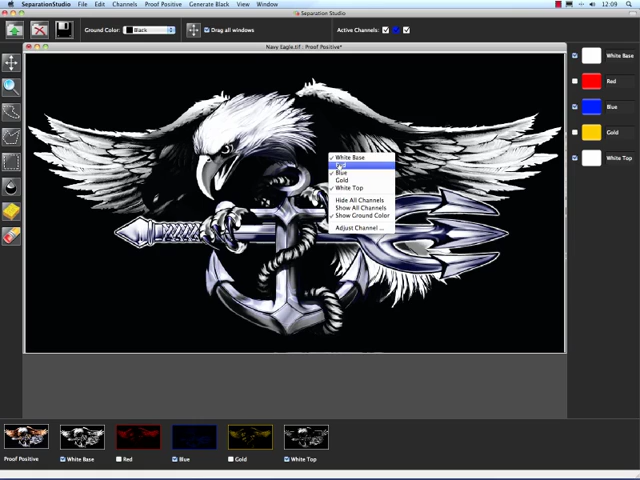 SeparationStudio File Edit Channels Proof Positive Generate Black View Window 12:09
Separation Studio
Ground Color: Black Drag all windows Active Channels:
Navy Eagle.tif : Proof Positive*
White Base
Red
Blue
Gold
White Top
White Base
Blue
Gold
White Top
Hide All Channels
Show All Channels
Show Ground Color
Adjust Channel ...
Proof Positive White Base Red Blue Gold White Top